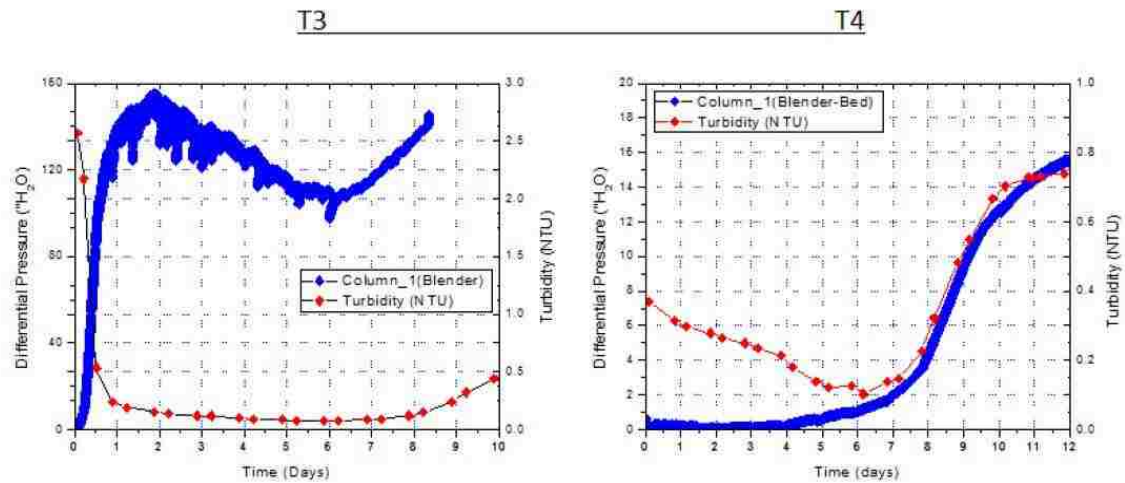 T3
T4
160
120
80
40
0
Differential Pressure ("H2O)
3.0
2.5
2.0
1.5
1.0
0.5
0.0
Turbidity (NTU)
Column_1(Blender)
Turbidity (NTU)
0 1 2 3 4 5 6 7 8 9 10
Time (Days)
20
18
16
14
12
10
8
6
4
2
0
Differential Pressure ("H2O)
1.0
0.8
0.6
0.4
0.2
0.0
Turbidity (NTU)
Column_1(Blender-Bed)
Turbidity (NTU)
0 1 2 3 4 5 6 7 8 9 10 11 12
Time (days)